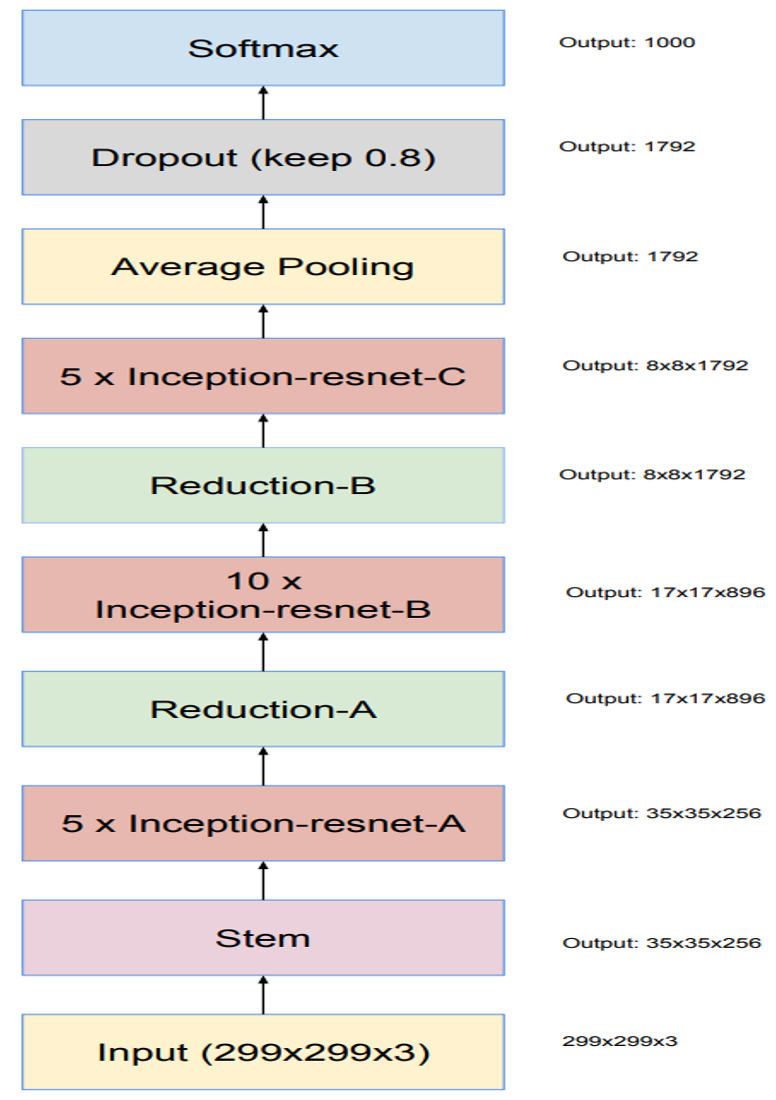 Softmax
Output: 1000
Dropout (keep 0.8)
Output: 1792
Average Pooling
Output: 1792
5 x Inception-resnet-C
Output: 8x8x1792
Reduction-B
Output: 8x8x1792
10 x
Inception-resnet-B
Output: 17x17x896
Reduction-A
Output: 17x17x896
5 x Inception-resnet-A
Output: 35x35x256
Stem
Output: 35x35x256
Input (299x299x3)
299x299x3